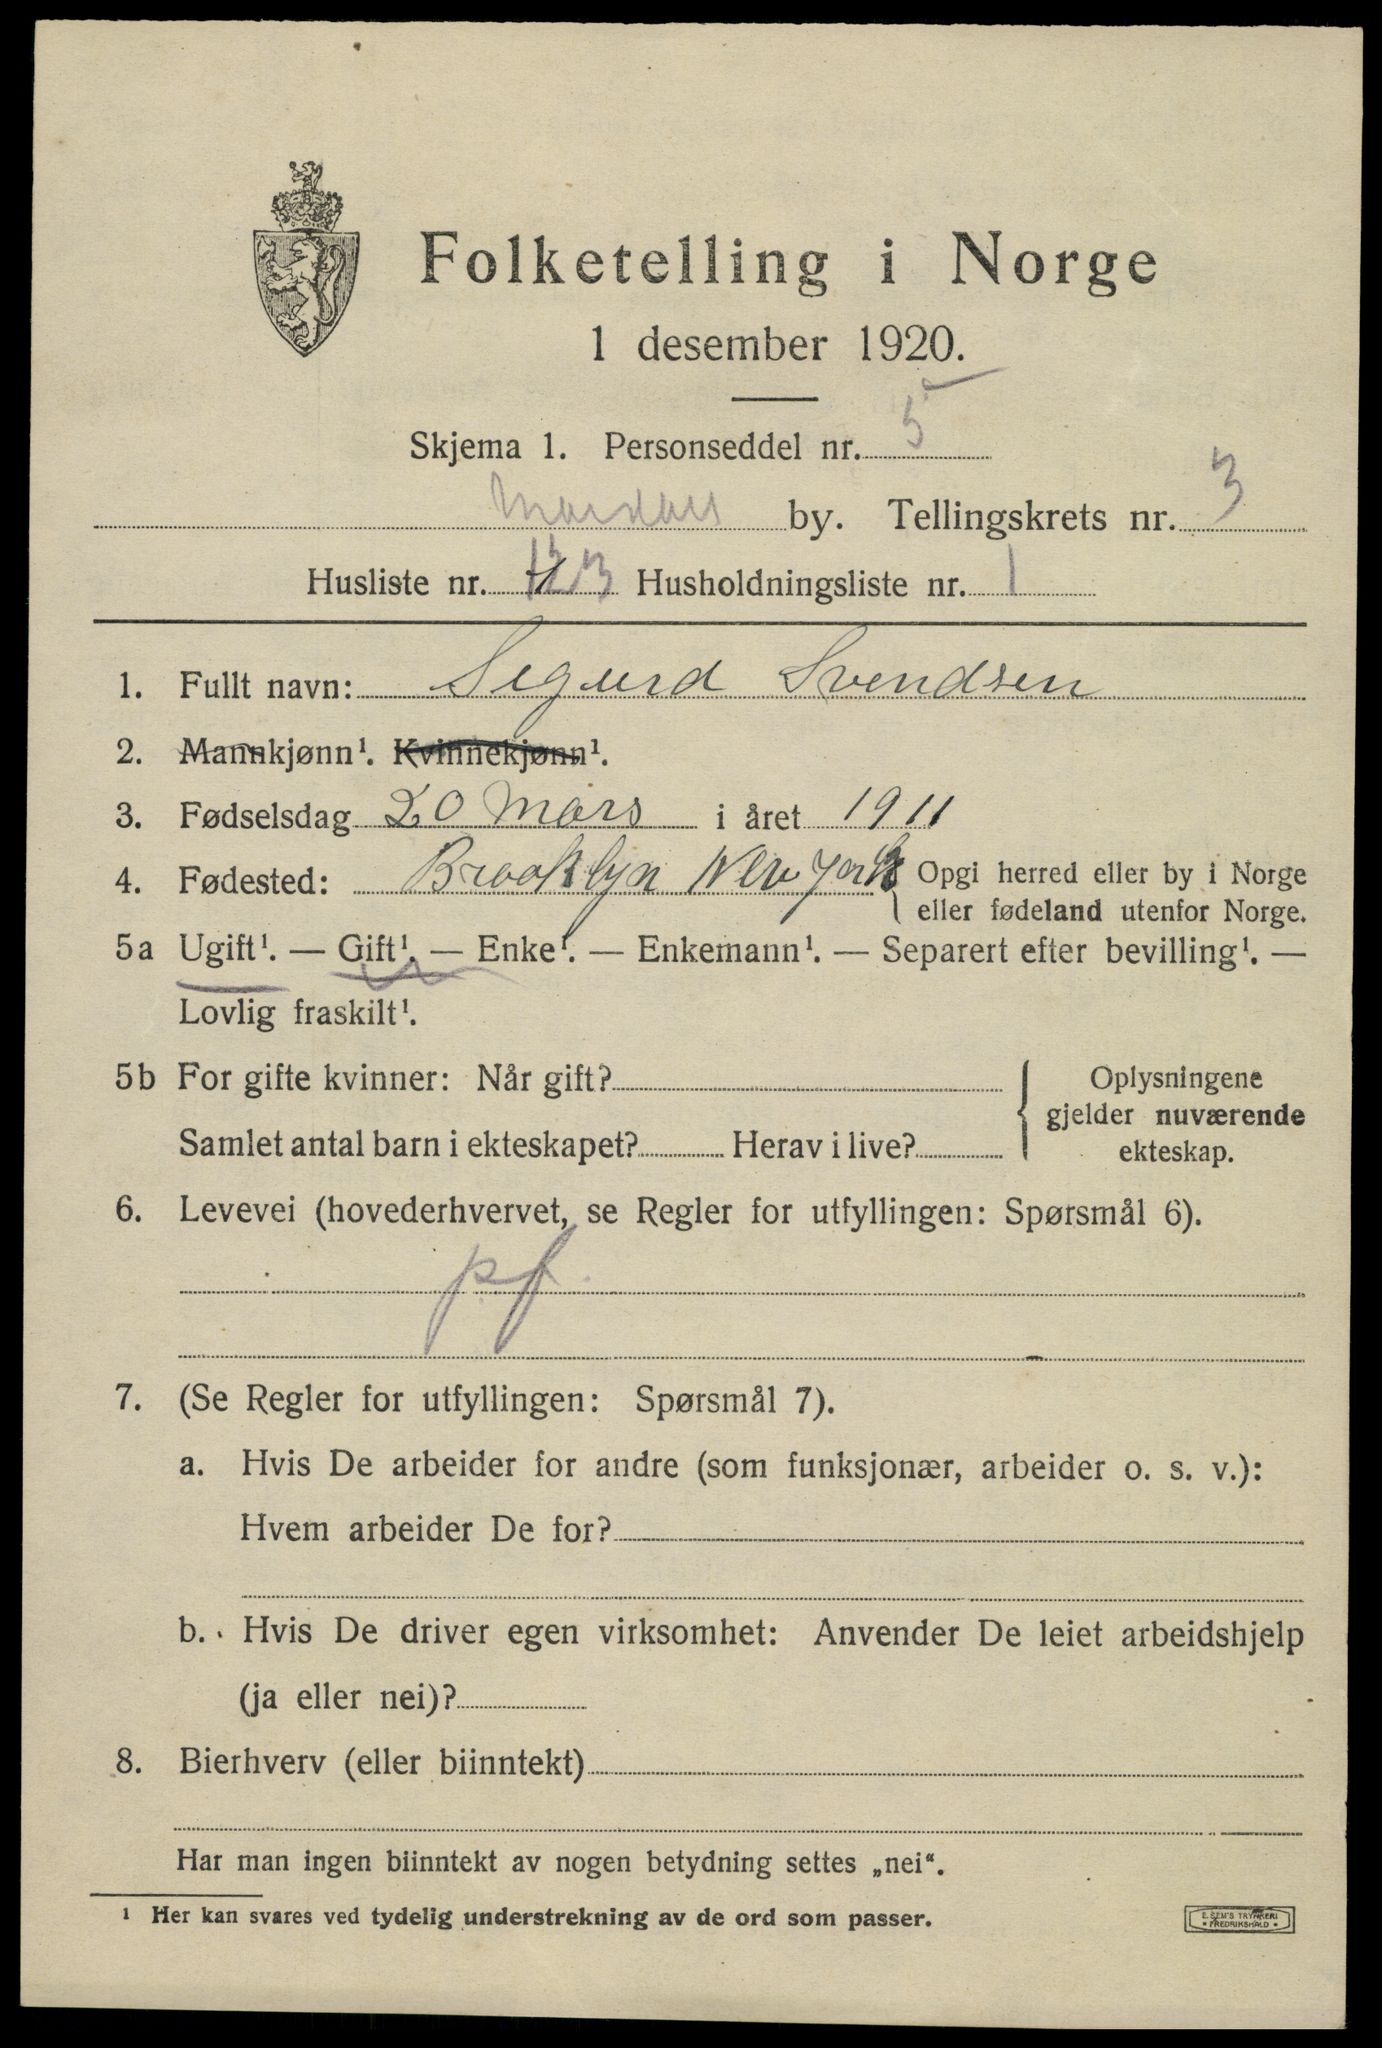 Folketelling i Norge
1 desember 1920.
Skjema 1. Personseddel nr. 5
by. Tellingskrets nr. 3
Husliste nr. Husholdningsliste nr. 1
1. Fullt navn: Sigurd Svendsen
2. Mannkjønn¹. Kvinnekjønn¹.
3. Fødselsdag 20 Mars i året 1911
4. Fødested: Brooklyn New York Opgi herred eller by i Norge
eller fødeland utenfor Norge.
5a Ugift¹. — Gift¹. — Enke¹. — Enkemann¹. — Separert efter bevilling¹. —
Lovlig fraskilt¹.
5b For gifte kvinner: Når gift? Oplysningene
gjelder nuværende
Samlet antal barn i ekteskapet? Herav i live? ekteskap.
6. Levevei (hovederhvervet, se Regler for utfyllingen: Spørsmål 6).
pf.
7. (Se Regler for utfyllingen: Spørsmål 7).
a. Hvis De arbeider for andre (som funksjonær, arbeider o. s. v.):
Hvem arbeider De for?
b. Hvis De driver egen virksomhet: Anvender De leiet arbeidshjelp
(ja eller nei)?
8. Bierhverv (eller biinntekt)
Har man ingen biinntekt av nogen betydning settes „nei“.
¹ Her kan svares ved tydelig understrekning av de ord som passer.
E. SEM'S TRYKKERI
• FREDRIKSHALD •